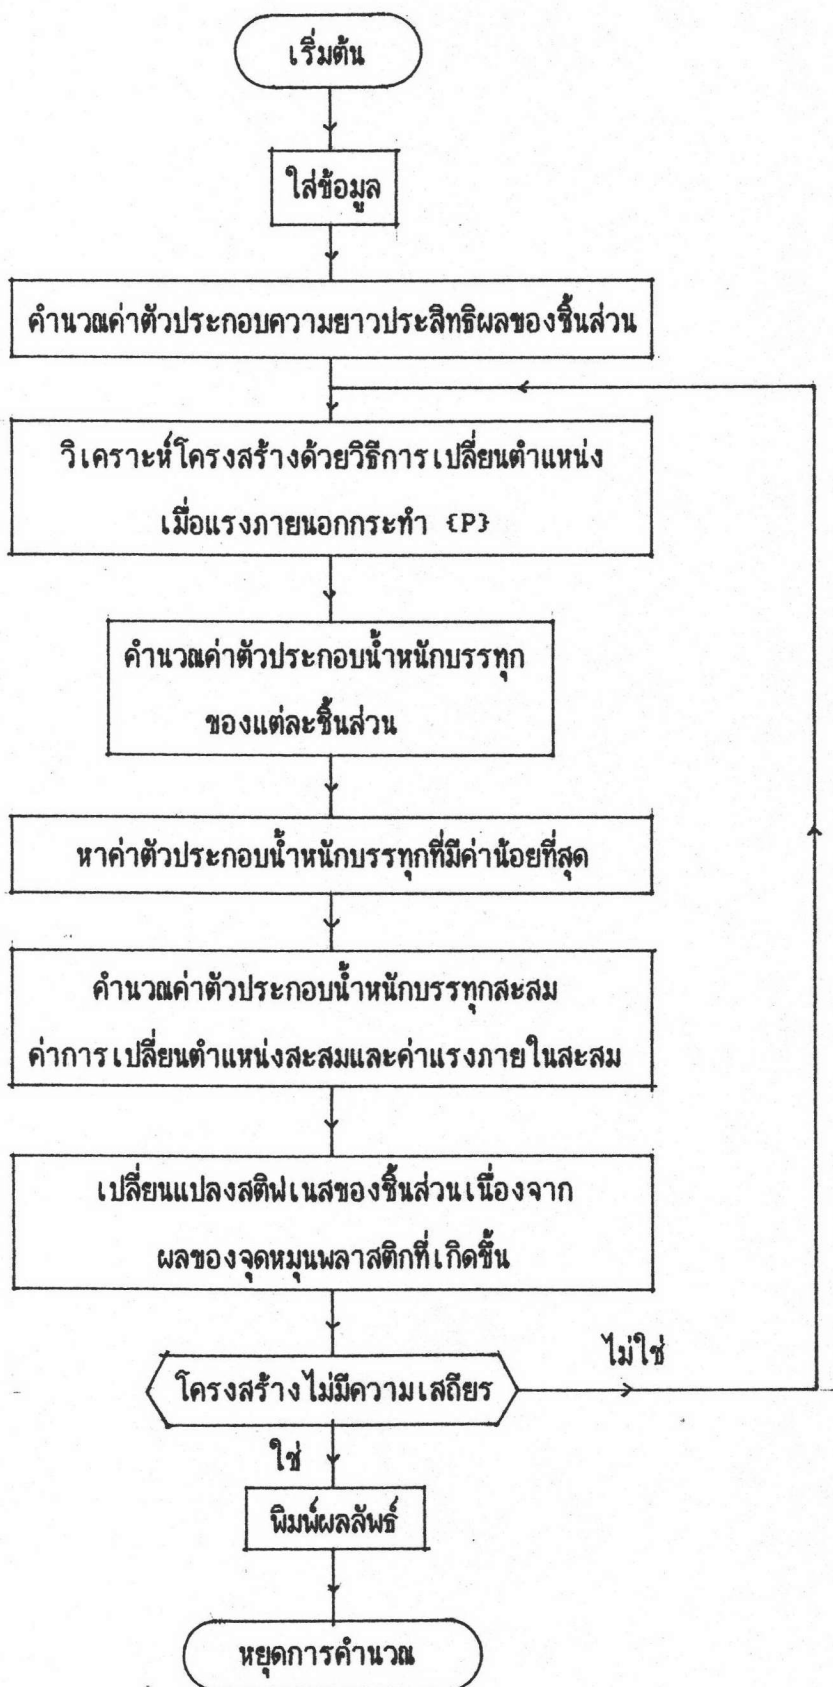 เริ่มต้น
ใส่ข้อมูล
คำนวณค่าตัวประกอบความยาวประสิทธิผลของชิ้นส่วน
วิเคราะห์โครงสร้างด้วยวิธีการเปลี่ยนตำแหน่ง
เมื่อแรงภายนอกกระทำ {P}
คำนวณค่าตัวประกอบน้ำหนักบรรทุก
ของแต่ละชิ้นส่วน
หาค่าตัวประกอบน้ำหนักบรรทุกที่มีค่าน้อยที่สุด
คำนวณค่าตัวประกอบน้ำหนักบรรทุกสะสม
ค่าการเปลี่ยนตำแหน่งสะสมและค่าแรงภายในสะสม
เปลี่ยนแปลงสติฟเนสของชิ้นส่วนเนื่องจาก
ผลของจุดหมุนพลาสติกที่เกิดขึ้น
ไม่ใช่
โครงสร้างไม่มีความเสถียร
ใช่
พิมพ์ผลลัพธ์
หยุดการคำนวณ